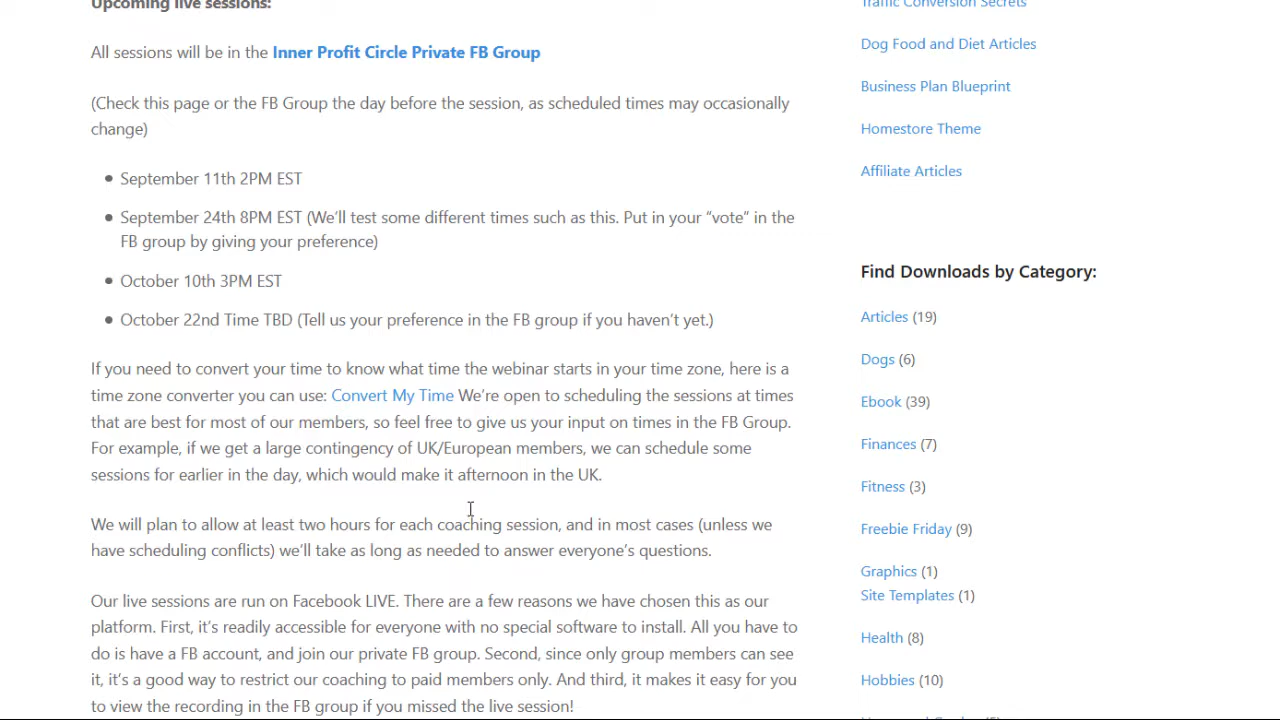 Upcoming live sessions:
All sessions will be in the Inner Profit Circle Private FB Group
(Check this page or the FB Group the day before the session, as scheduled times may occasionally
change)
September 11th 2PM EST
September 24th 8PM EST (We'll test some different times such as this. Put in your “vote” in the
FB group by giving your preference)
October 10th 3PM EST
October 22nd Time TBD (Tell us your preference in the FB group if you haven't yet.)
If you need to convert your time to know what time the webinar starts in your time zone, here is a
time zone converter you can use: Convert My Time We're open to scheduling the sessions at times
that are best for most of our members, so feel free to give us your input on times in the FB Group.
For example, if we get a large contingency of UK/European members, we can schedule some
sessions for earlier in the day, which would make it afternoon in the UK.
We will plan to allow at least two hours for each coaching session, and in most cases (unless we
have scheduling conflicts) we'll take as long as needed to answer everyone's questions.
Our live sessions are run on Facebook LIVE. There are a few reasons we have chosen this as our
platform. First, it's readily accessible for everyone with no special software to install. All you have to
do is have a FB account, and join our private FB group. Second, since only group members can see
it, it's a good way to restrict our coaching to paid members only. And third, it makes it easy for you
to view the recording in the FB group if you missed the live session!
Traffic Conversion Secrets
Dog Food and Diet Articles
Business Plan Blueprint
Homestore Theme
Affiliate Articles
Find Downloads by Category:
Articles (19)
Dogs (6)
Ebook (39)
Finances (7)
Fitness (3)
Freebie Friday (9)
Graphics (1)
Site Templates (1)
Health (8)
Hobbies (10)